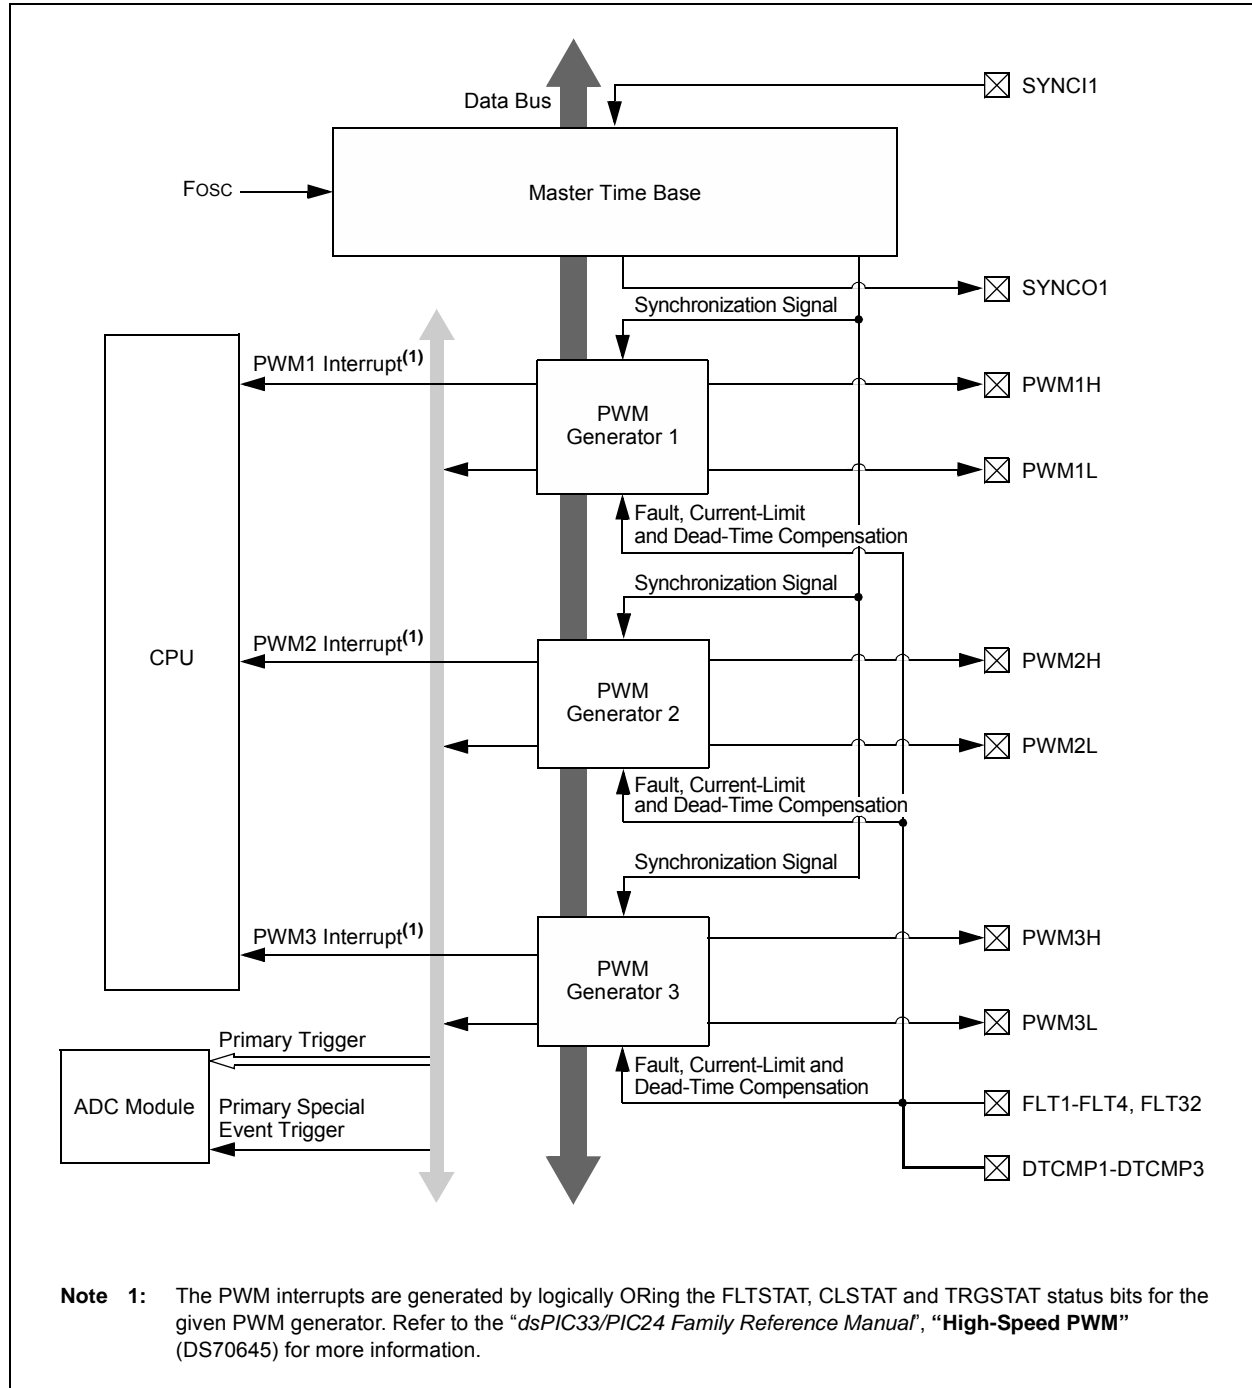 SYNCI1
Data Bus
FOSC
Master Time Base
SYNCO1
Synchronization Signal
PWM1 Interrupt(1)
PWM1H
PWM
Generator 1
PWM1L
Fault, Current-Limit
and Dead-Time Compensation
Synchronization Signal
CPU
PWM2 Interrupt(1)
PWM2H
PWM
Generator 2
PWM2L
Fault, Current-Limit
and Dead-Time Compensation
Synchronization Signal
PWM3 Interrupt(1)
PWM3H
PWM
Generator 3
PWM3L
Primary Trigger
Fault, Current-Limit and
Dead-Time Compensation
ADC Module
Primary Special
Event Trigger
FLT1-FLT4, FLT32
DTCMP1-DTCMP3
Note 1: The PWM interrupts are generated by logically ORing the FLTSTAT, CLSTAT and TRGSTAT status bits for the
given PWM generator. Refer to the “dsPIC33/PIC24 Family Reference Manual”, “High-Speed PWM”
(DS70645) for more information.